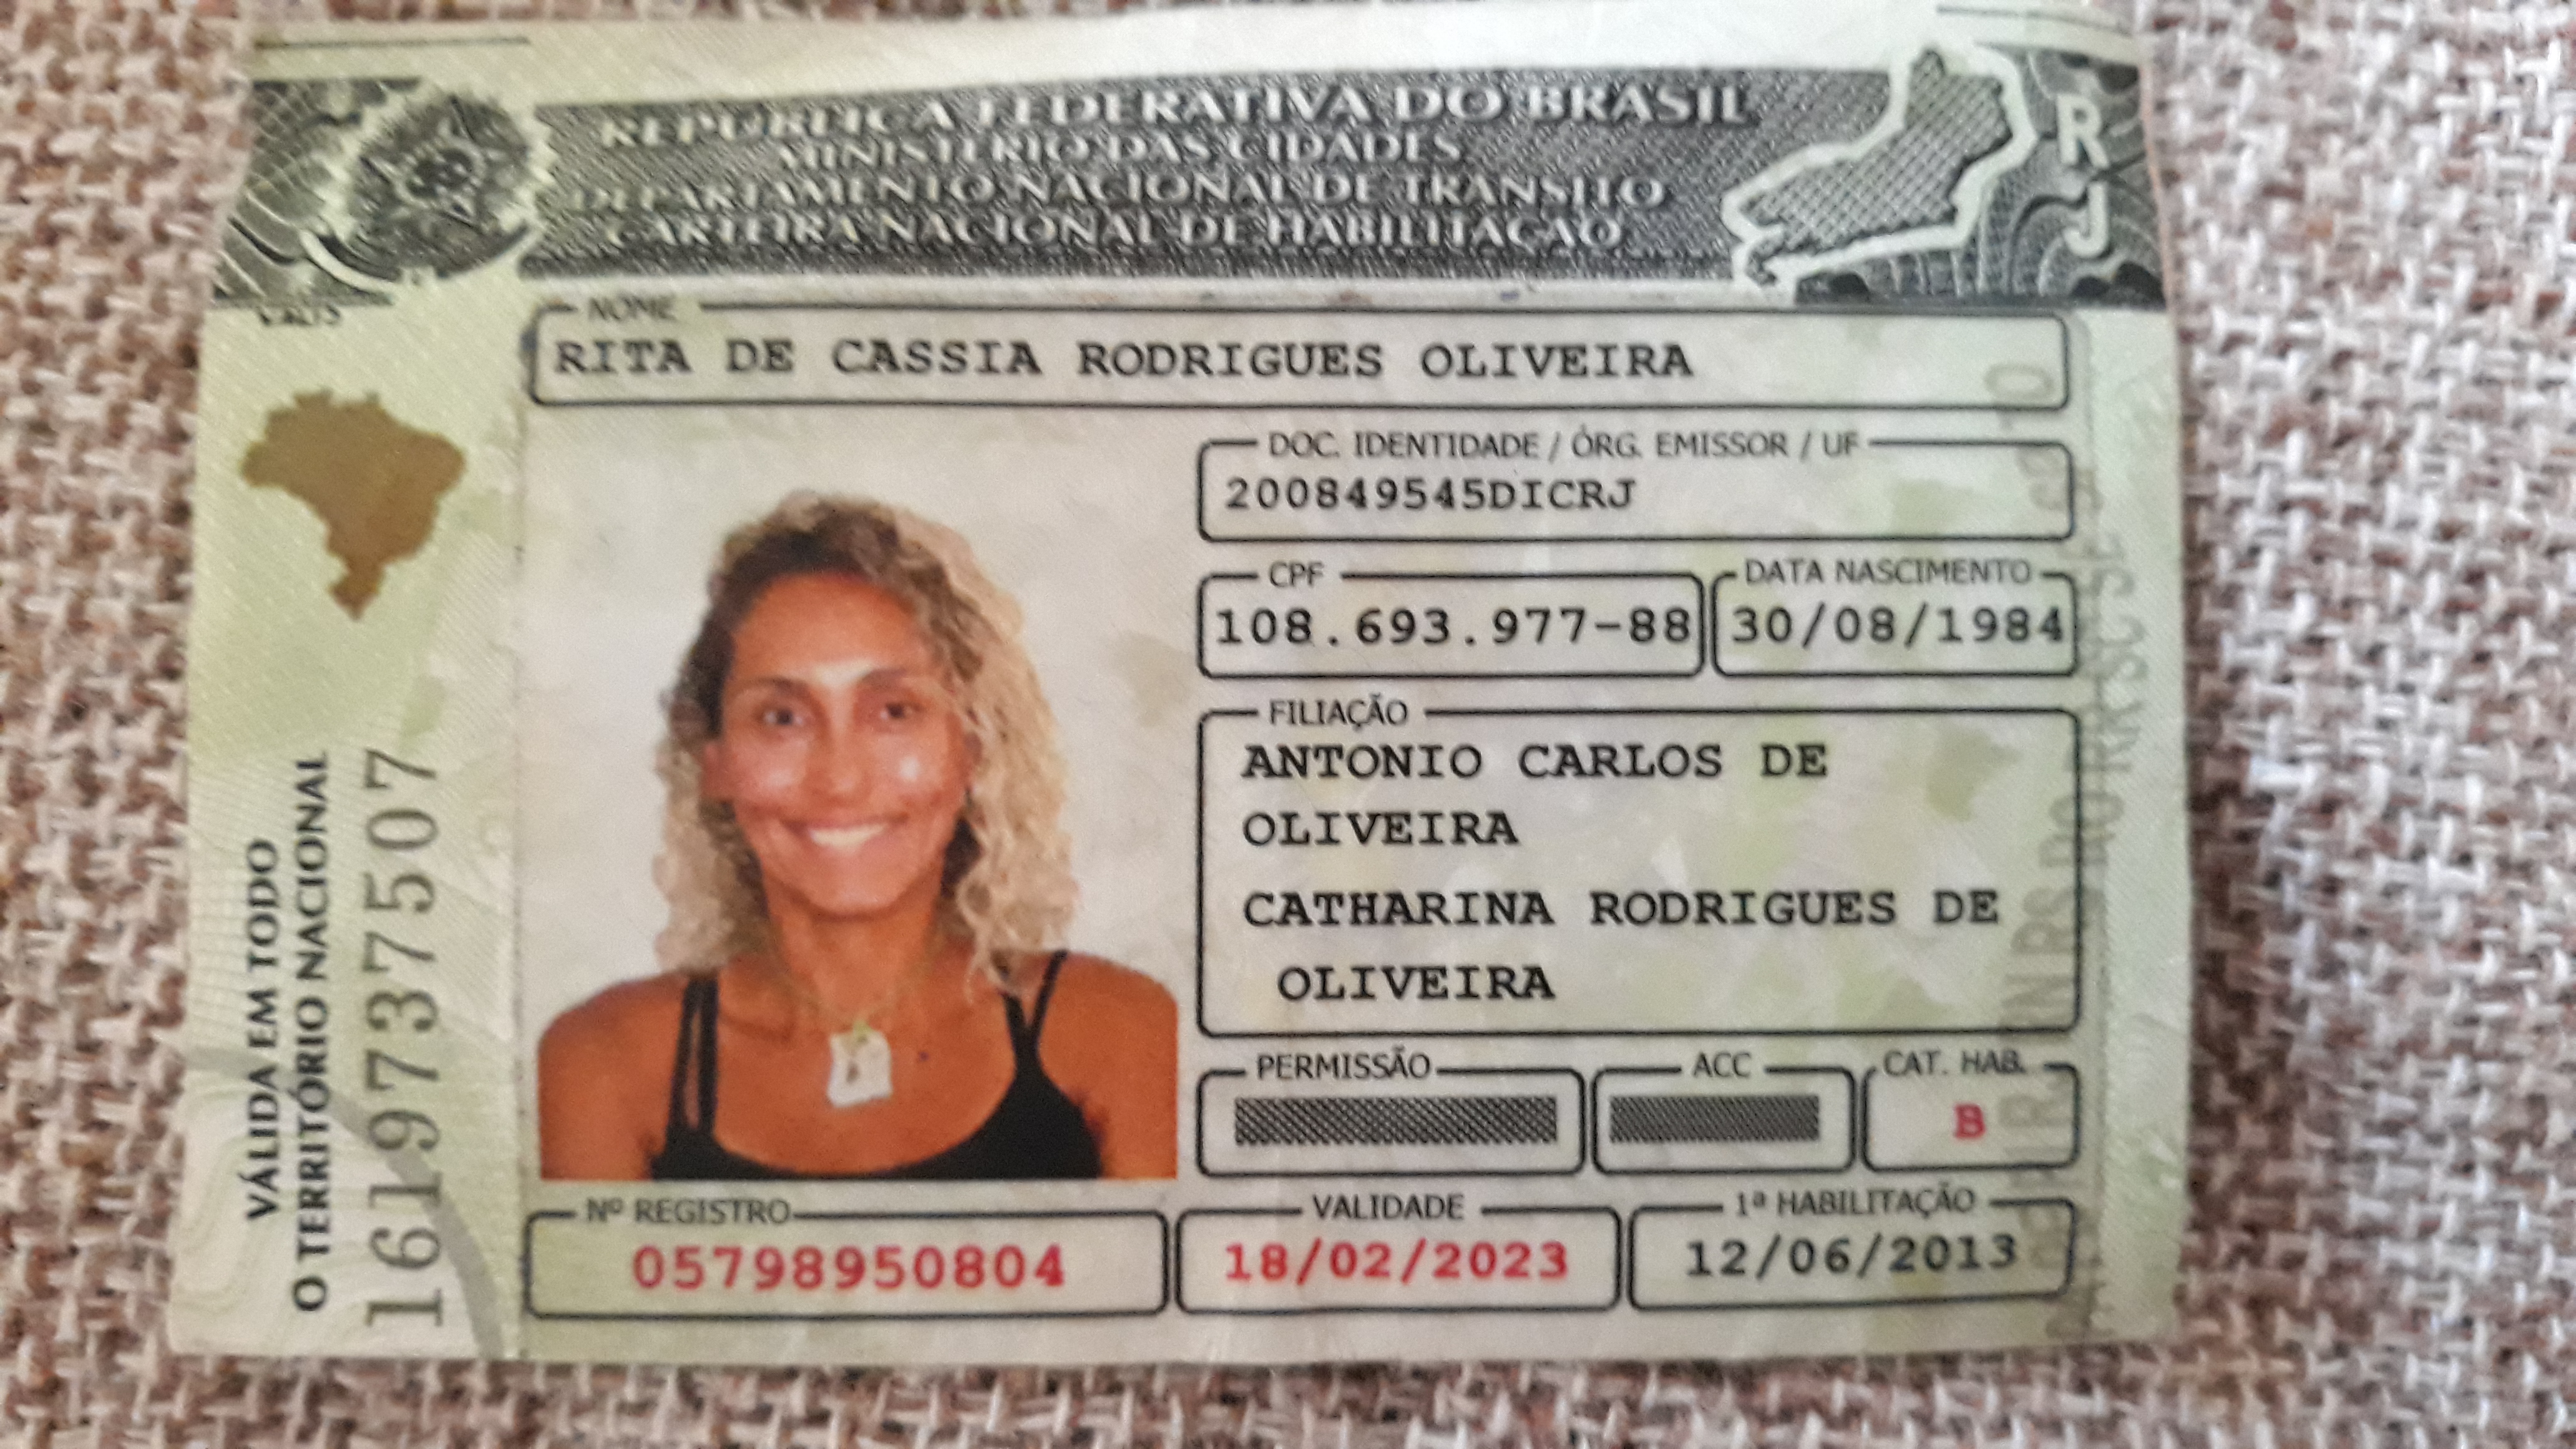 REPÚBLICA FEDERATIVA DO BRASIL
MINISTÉRIO DAS CIDADES
DEPARTAMENTO NACIONAL DE TRÂNSITO
CARTEIRA NACIONAL DE HABILITAÇÃO
RJ
NOME
RITA DE CASSIA RODRIGUES OLIVEIRA
DOC. IDENTIDADE / ÓRG. EMISSOR / UF
200849545DICRJ
CPF
108.693.977-88
DATA NASCIMENTO
30/08/1984
FILIAÇÃO
ANTONIO CARLOS DE
OLIVEIRA
CATHARINA RODRIGUES DE
OLIVEIRA
PERMISSÃO
ACC
CAT. HAB.
B
Nº REGISTRO
05798950804
VALIDADE
18/02/2023
1ª HABILITAÇÃO
12/06/2013
VÁLIDA EM TODO
O TERRITÓRIO NACIONAL
1619737507